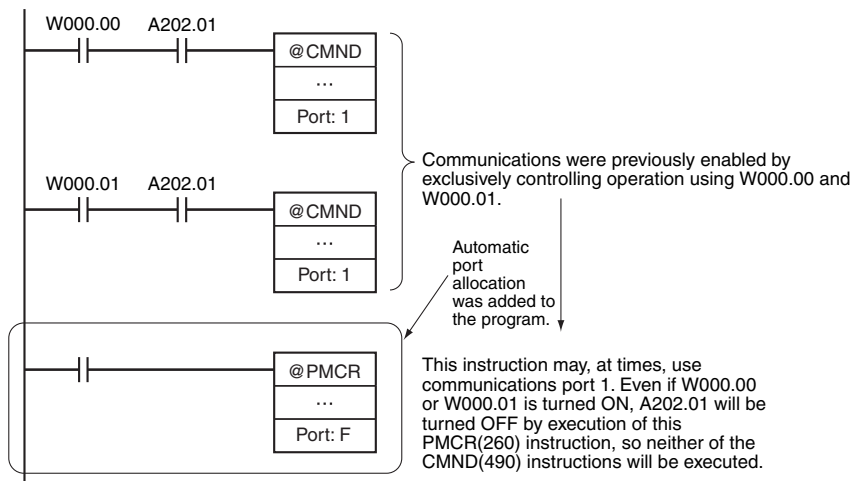 W000.00 A202.01
@CMND
...
Port: 1
Communications were previously enabled by
exclusively controlling operation using W000.00 and
W000.01.
W000.01 A202.01
@CMND
...
Port: 1
Automatic
port
allocation
was added to
the program.
@PMCR
...
Port: F
This instruction may, at times, use
communications port 1. Even if W000.00
or W000.01 is turned ON, A202.01 will be
turned OFF by execution of this
PMCR(260) instruction, so neither of the
CMND(490) instructions will be executed.